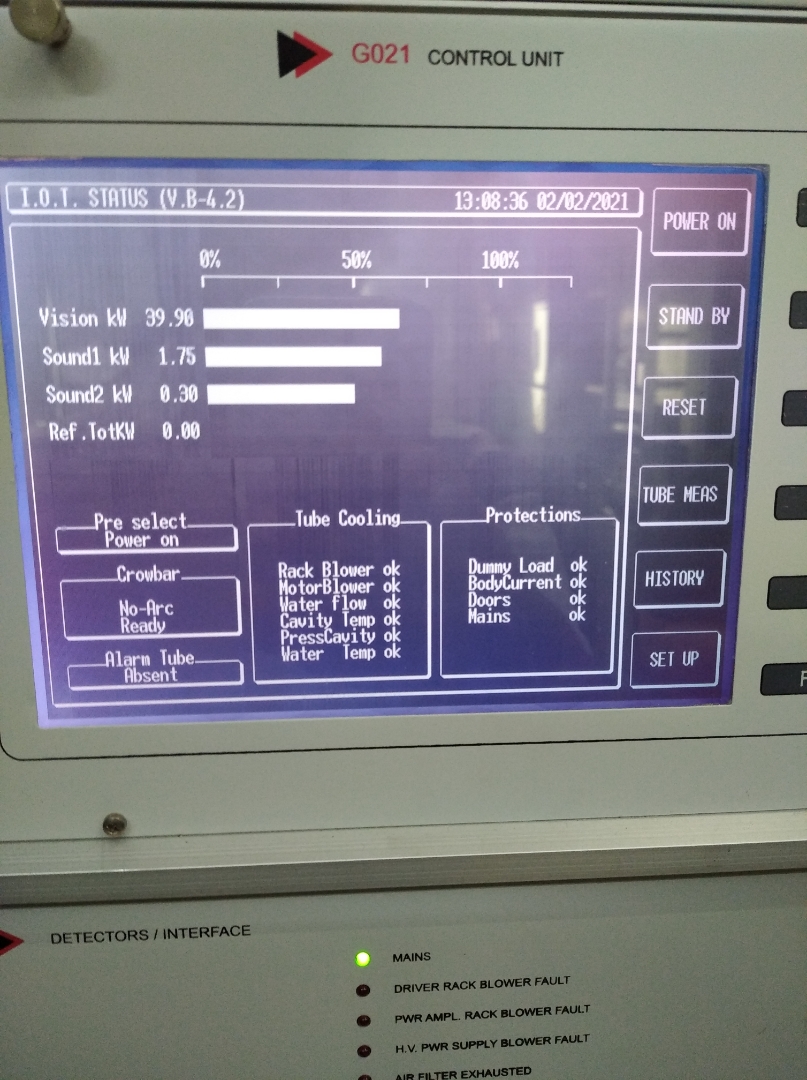 G021 CONTROL UNIT
I.O.T. STATUS (V.B-4.2) 13:08:36 02/02/2021
POWER ON
0% 50% 100%
Vision kW 39.90
STAND BY
Sound1 kW 1.75
Sound2 kW 0.30
RESET
Ref.TotKW 0.00
TUBE MEAS
Pre select
Power on
Crowbar
No-Arc
Ready
Alarm Tube
Absent
Tube Cooling
Rack Blower ok
MotorBlower ok
Water flow ok
Cavity Temp ok
PressCavity ok
Water Temp ok
Protections
Dummy Load ok
BodyCurrent ok
Doors ok
Mains ok
HISTORY
SET UP
F
DETECTORS / INTERFACE
MAINS
DRIVER RACK BLOWER FAULT
PWR AMPL. RACK BLOWER FAULT
H.V. PWR SUPPLY BLOWER FAULT
AIR FILTER EXHAUSTED